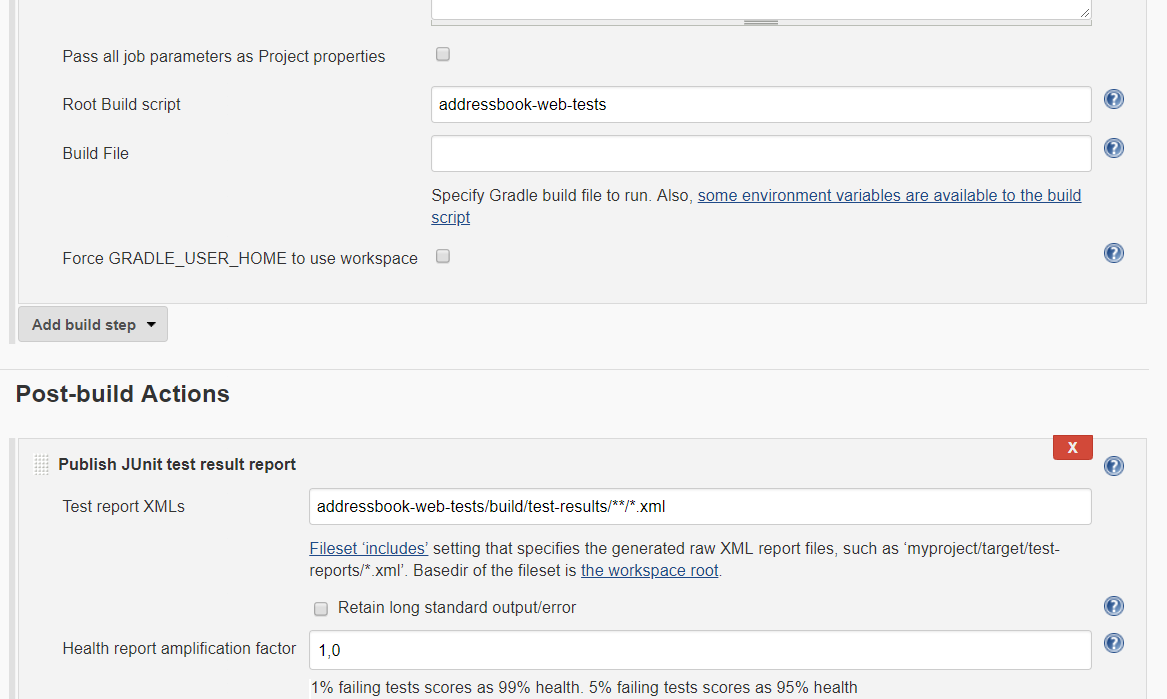 Pass all job parameters as Project properties
Root Build script
addressbook-web-tests
Build File
Specify Gradle build file to run. Also, some environment variables are available to the build
script
Force GRADLE_USER_HOME to use workspace
Add build step
Post-build Actions
X
Publish JUnit test result report
Test report XMLs
addressbook-web-tests/build/test-results/**/*.xml
Fileset ‘includes’ setting that specifies the generated raw XML report files, such as ‘myproject/target/test-
reports/*.xml’. Basedir of the fileset is the workspace root.
Retain long standard output/error
Health report amplification factor
1,0
1% failing tests scores as 99% health. 5% failing tests scores as 95% health